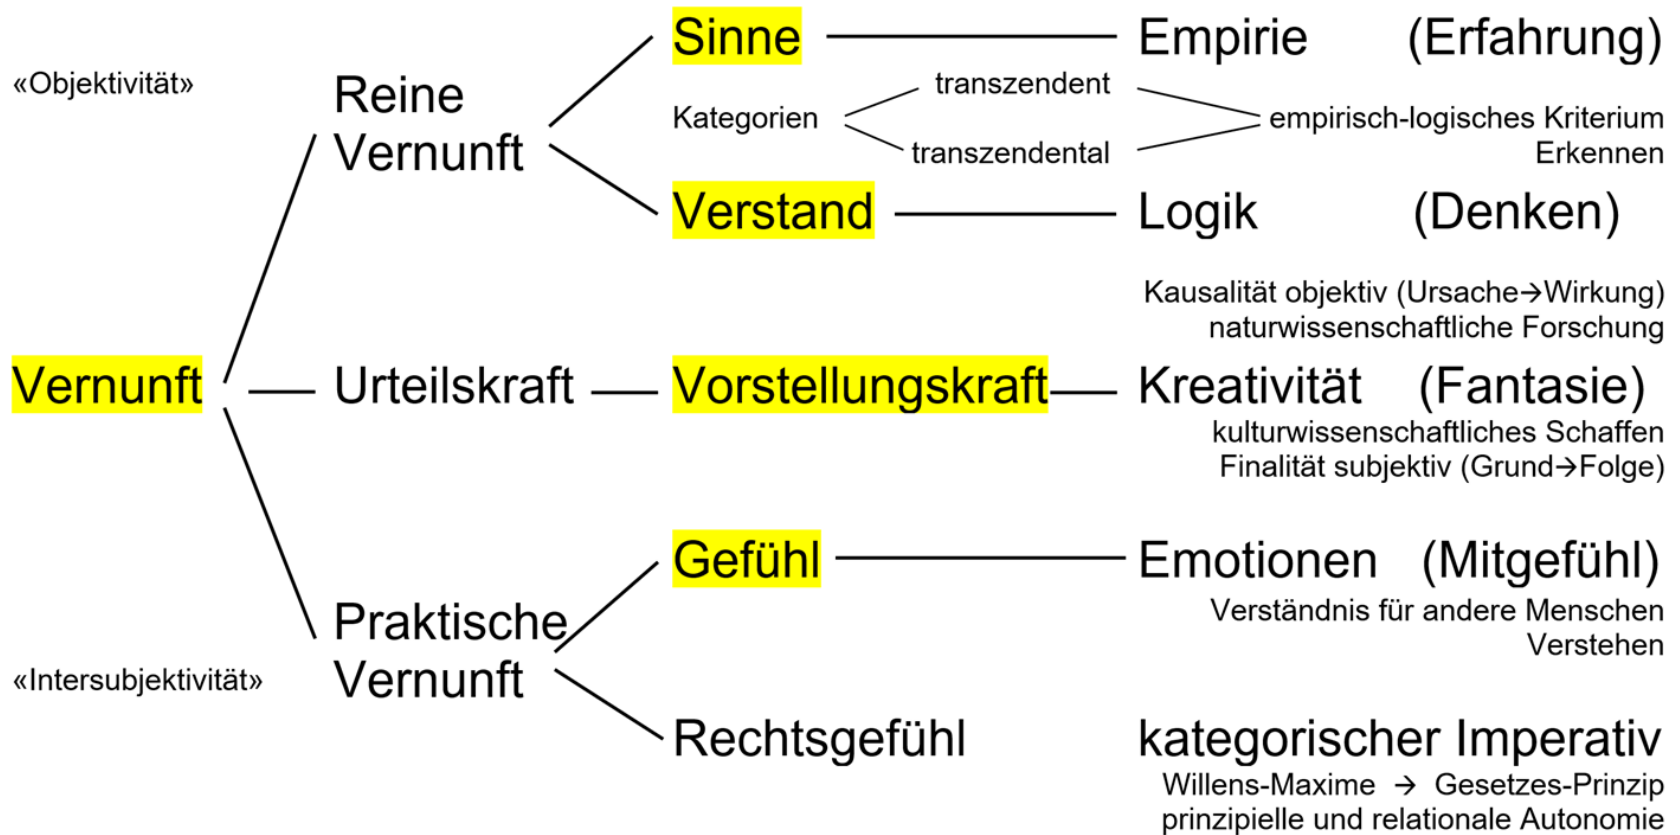 Sinne Empirie (Erfahrung)
«Objektivität» Reine Vernunft
transzendent
Kategorien empirisch-logisches Kriterium
transzendental Erkennen
Verstand Logik (Denken)
Kausalität objektiv (Ursache→Wirkung)
naturwissenschaftliche Forschung
Vernunft Urteilskraft Vorstellungskraft Kreativität (Fantasie)
kulturwissenschaftliches Schaffen
Finalität subjektiv (Grund→Folge)
Gefühl Emotionen (Mitgefühl)
Verständnis für andere Menschen
Verstehen
Praktische Vernunft
«Intersubjektivität»
Rechtsgefühl kategorischer Imperativ
Willens-Maxime → Gesetzes-Prinzip
prinzipielle und relationale Autonomie